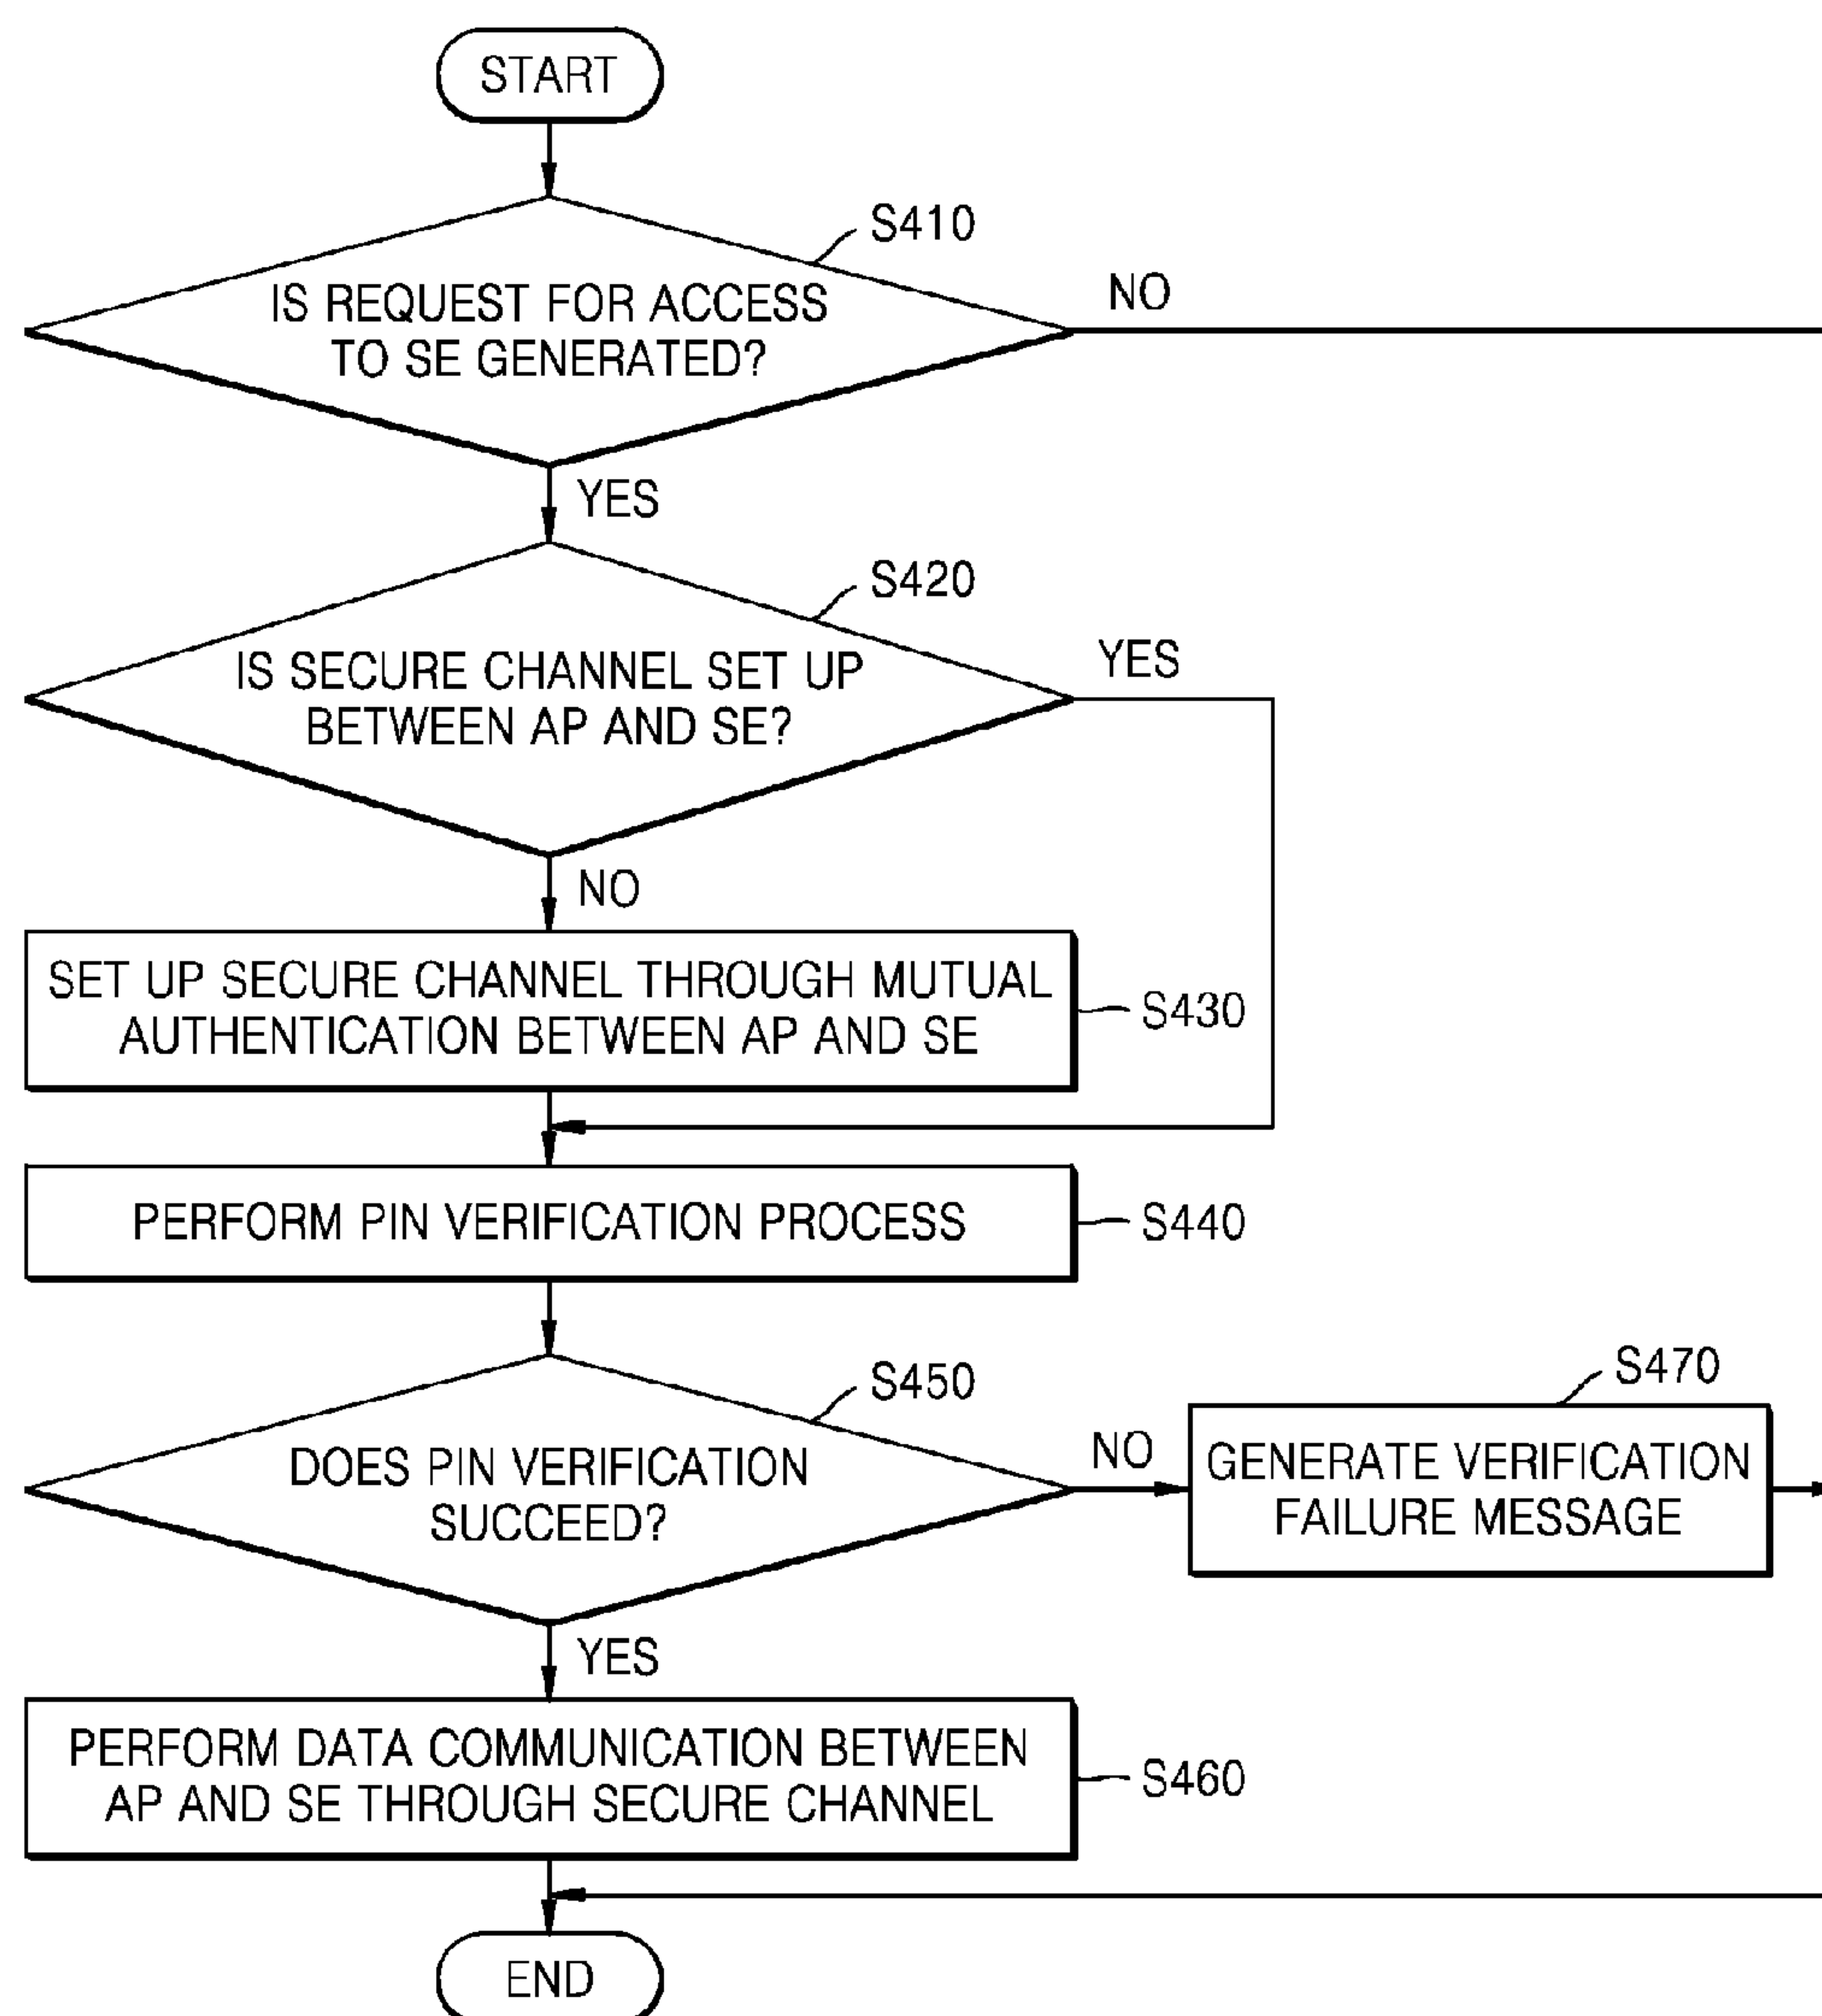 START
S410
IS REQUEST FOR ACCESS
TO SE GENERATED?
NO
YES
S420
IS SECURE CHANNEL SET UP
BETWEEN AP AND SE?
YES
NO
SET UP SECURE CHANNEL THROUGH MUTUAL
AUTHENTICATION BETWEEN AP AND SE
S430
PERFORM PIN VERIFICATION PROCESS
S440
S450
DOES PIN VERIFICATION
SUCCEED?
NO
S470
GENERATE VERIFICATION
FAILURE MESSAGE
YES
PERFORM DATA COMMUNICATION BETWEEN
AP AND SE THROUGH SECURE CHANNEL
S460
END